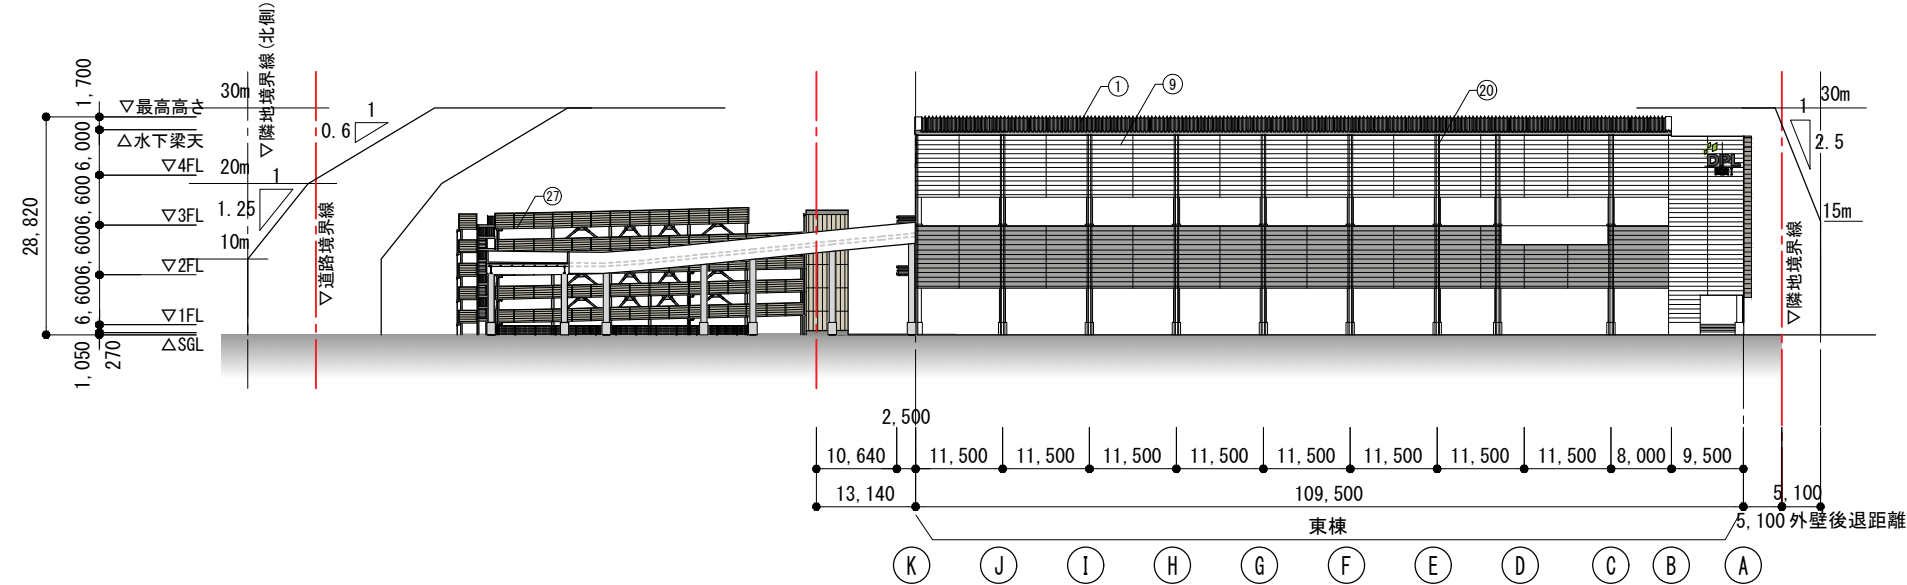 ▽隣地境界線(北側)
1,700
30m
▽最高高さ
6,000
△水下梁天
▽4FL
20m
6,600
▽3FL
10m
6,600
▽2FL
6,600
▽1FL
△SGL
1,050
270
28,820
1
0.6
1
1.25
▽道路境界線
27
1
9
20
DPL
1
30m
2.5
15m
▽隣地境界線
2,500
10,640
11,500
11,500
11,500
11,500
11,500
11,500
11,500
11,500
8,000
9,500
13,140
109,500
5,100
東棟
5,100 外壁後退距離
K
J
I
H
G
F
E
D
C
B
A